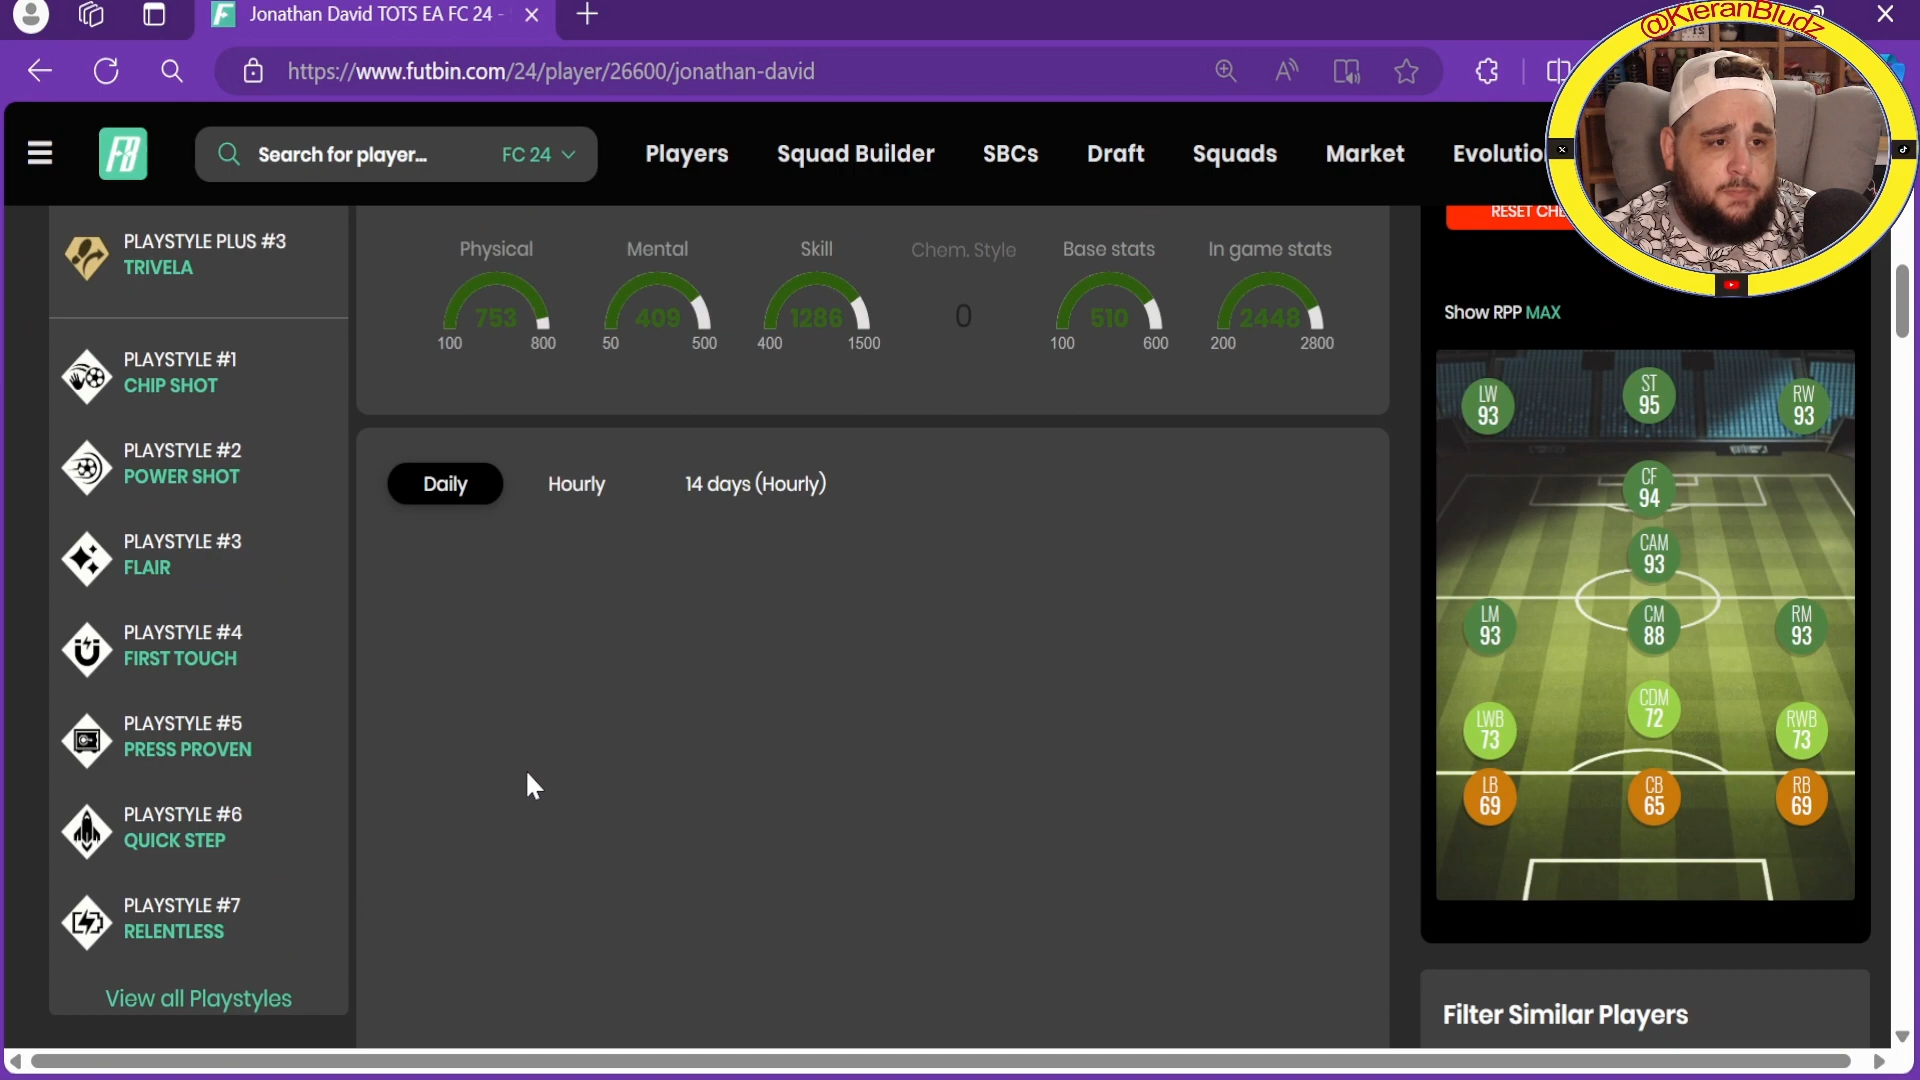 Jonathan David TOTS EA FC 24 -
https://www.futbin.com/24/player/26600/jonathan-david
@KieranBludz
Search for player...
FC 24
Players
Squad Builder
SBCs
Draft
Squads
Market
Evolution
PLAYSTYLE PLUS #3
TRIVELA
PLAYSTYLE #1
CHIP SHOT
PLAYSTYLE #2
POWER SHOT
PLAYSTYLE #3
FLAIR
PLAYSTYLE #4
FIRST TOUCH
PLAYSTYLE #5
PRESS PROVEN
PLAYSTYLE #6
QUICK STEP
PLAYSTYLE #7
RELENTLESS
View all Playstyles
Physical
753
100 800
Mental
409
50 500
Skill
1286
400 1500
Chem. Style
0
Base stats
510
100 600
In game stats
2448
200 2800
Daily
Hourly
14 days (Hourly)
RESET CHE
Show RPP MAX
LW
93
ST
95
RW
93
CF
94
CAM
93
LM
93
CM
88
RM
93
CDM
72
LWB
73
RWB
73
LB
69
CB
65
RB
69
Filter Similar Players